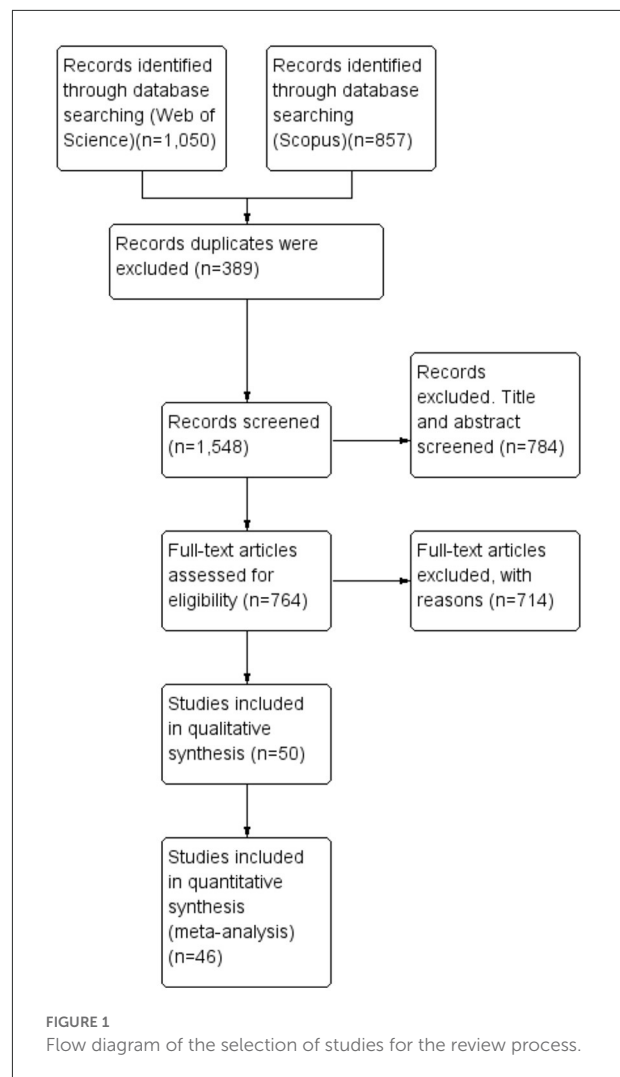 Records identified
through database
searching (Web of
Science)(n=1,050)
Records identified
through database
searching
(Scopus)(n=857)
Records duplicates were
excluded (n=389)
Records screened
(n=1,548)
Records
excluded. Title
and abstract
screened (n=784)
Full-text articles
assessed for
eligibility (n=764)
Full-text articles
excluded, with
reasons (n=714)
Studies included
in qualitative
synthesis (n=50)
Studies included
in quantitative
synthesis
(meta-analysis)
(n=46)
FIGURE 1
Flow diagram of the selection of studies for the review process.